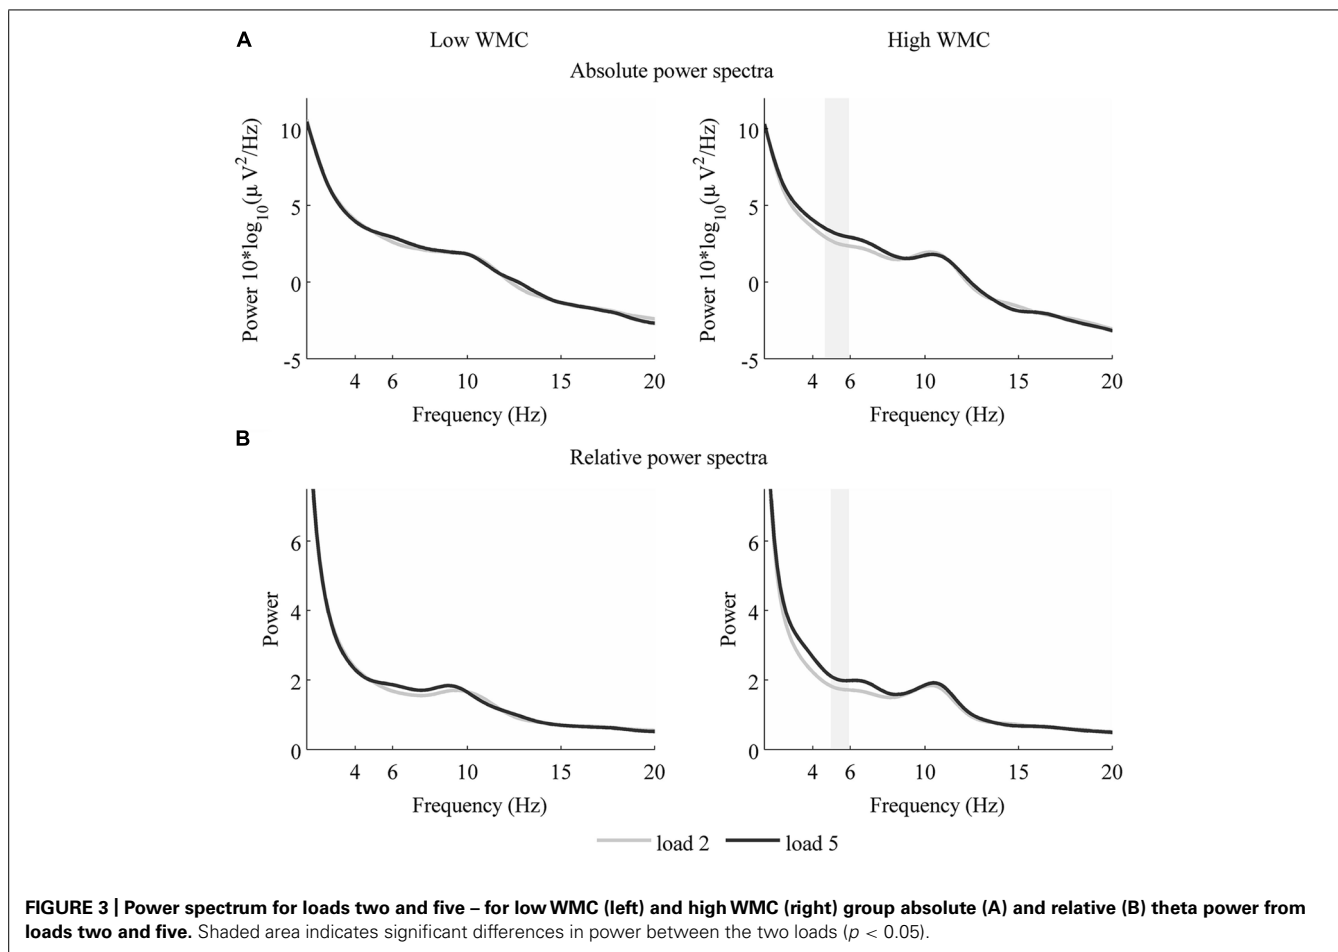 A
Low WMC High WMC
Absolute power spectra
Power 10*log10(μ V²/Hz)
10
5
0
-5
4 6 10 15 20
Frequency (Hz)
Power 10*log10(μ V²/Hz)
10
5
0
-5
4 6 10 15 20
Frequency (Hz)
B
Relative power spectra
Power
6
4
2
0
4 6 10 15 20
Frequency (Hz)
Power
6
4
2
0
4 6 10 15 20
Frequency (Hz)
load 2 load 5
FIGURE 3 | Power spectrum for loads two and five – for low WMC (left) and high WMC (right) group absolute (A) and relative (B) theta power from
loads two and five. Shaded area indicates significant differences in power between the two loads (p < 0.05).